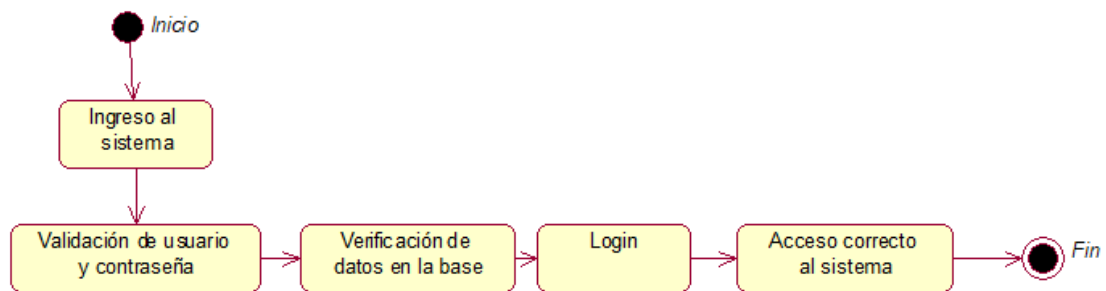 Inicio
Ingreso al
sistema
Validación de usuario
y contraseña
Verificación de
datos en la base
Login
Acceso correcto
al sistema
Fin